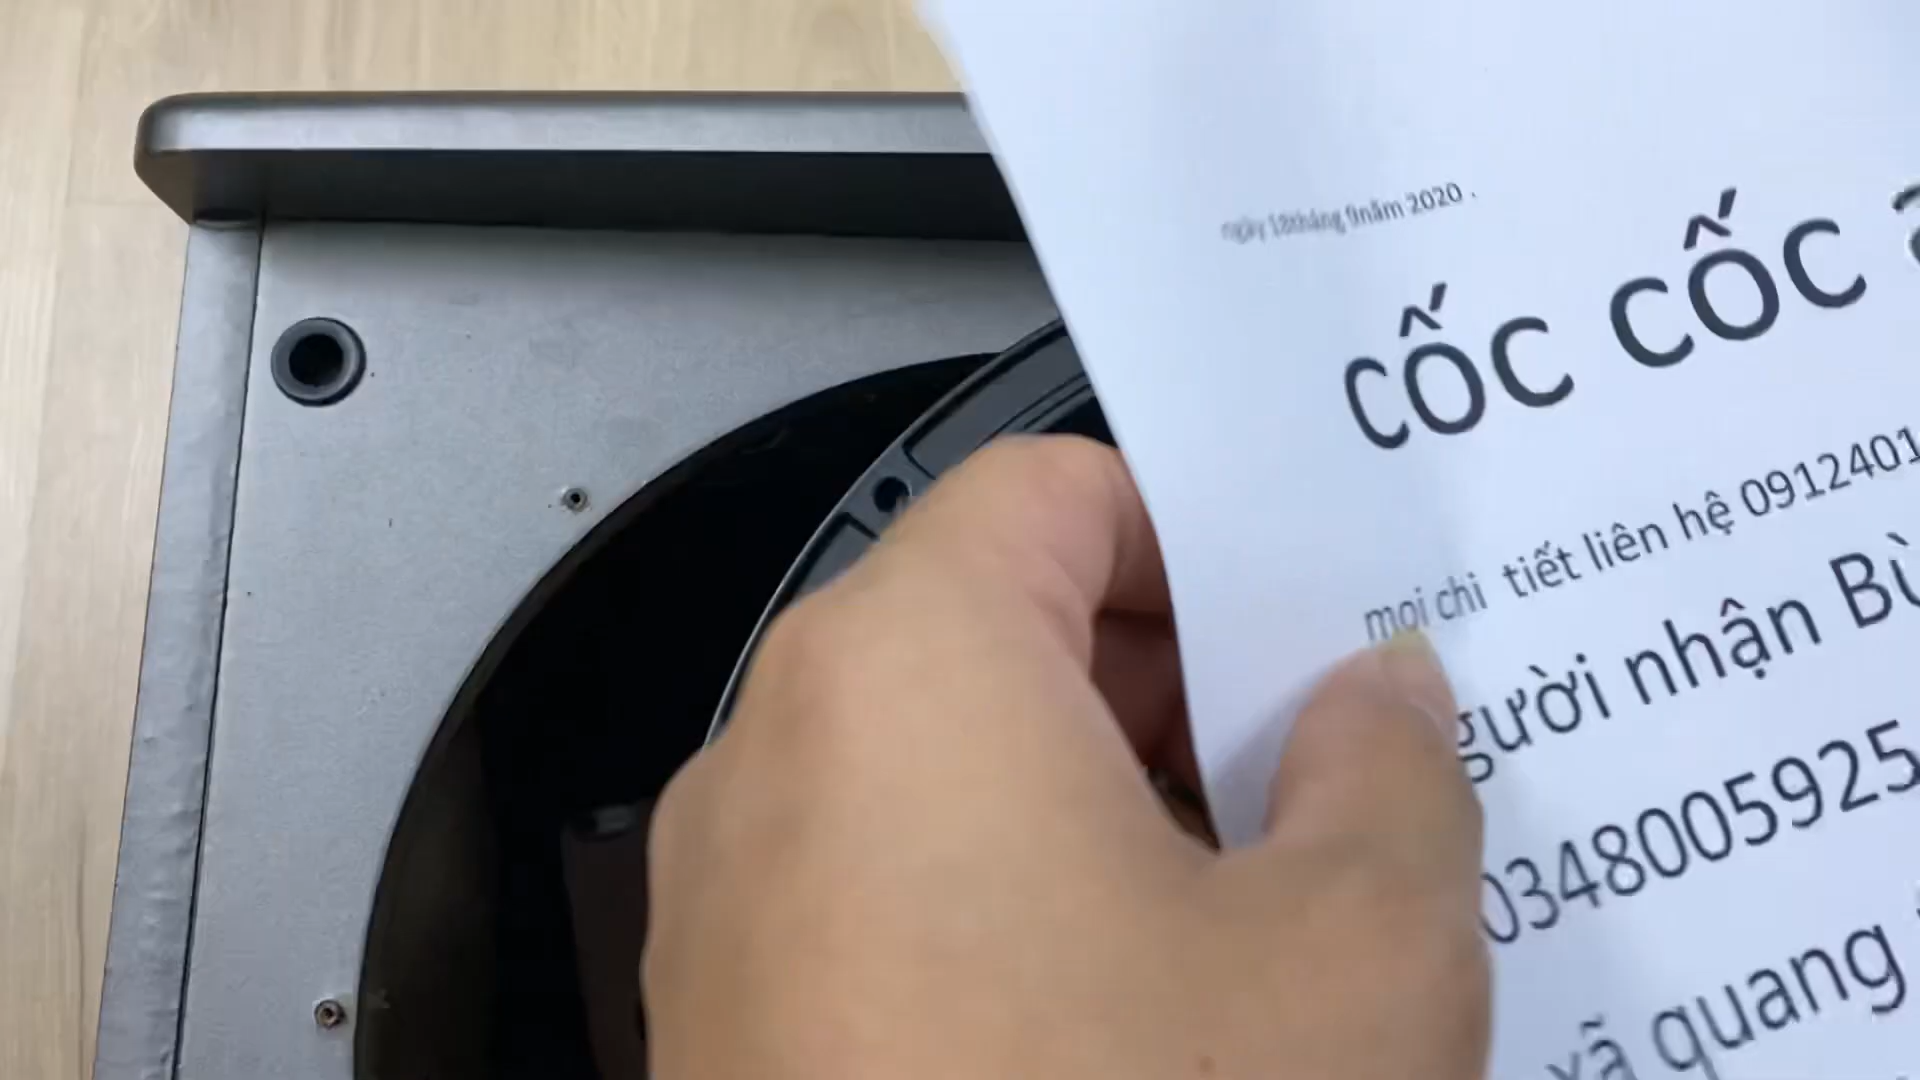 ngày 18tháng 9năm 2020 .
cốc cốc
mọi chi tiết liên hệ 0912401
gười nhận Bù
0348005925
xã quang